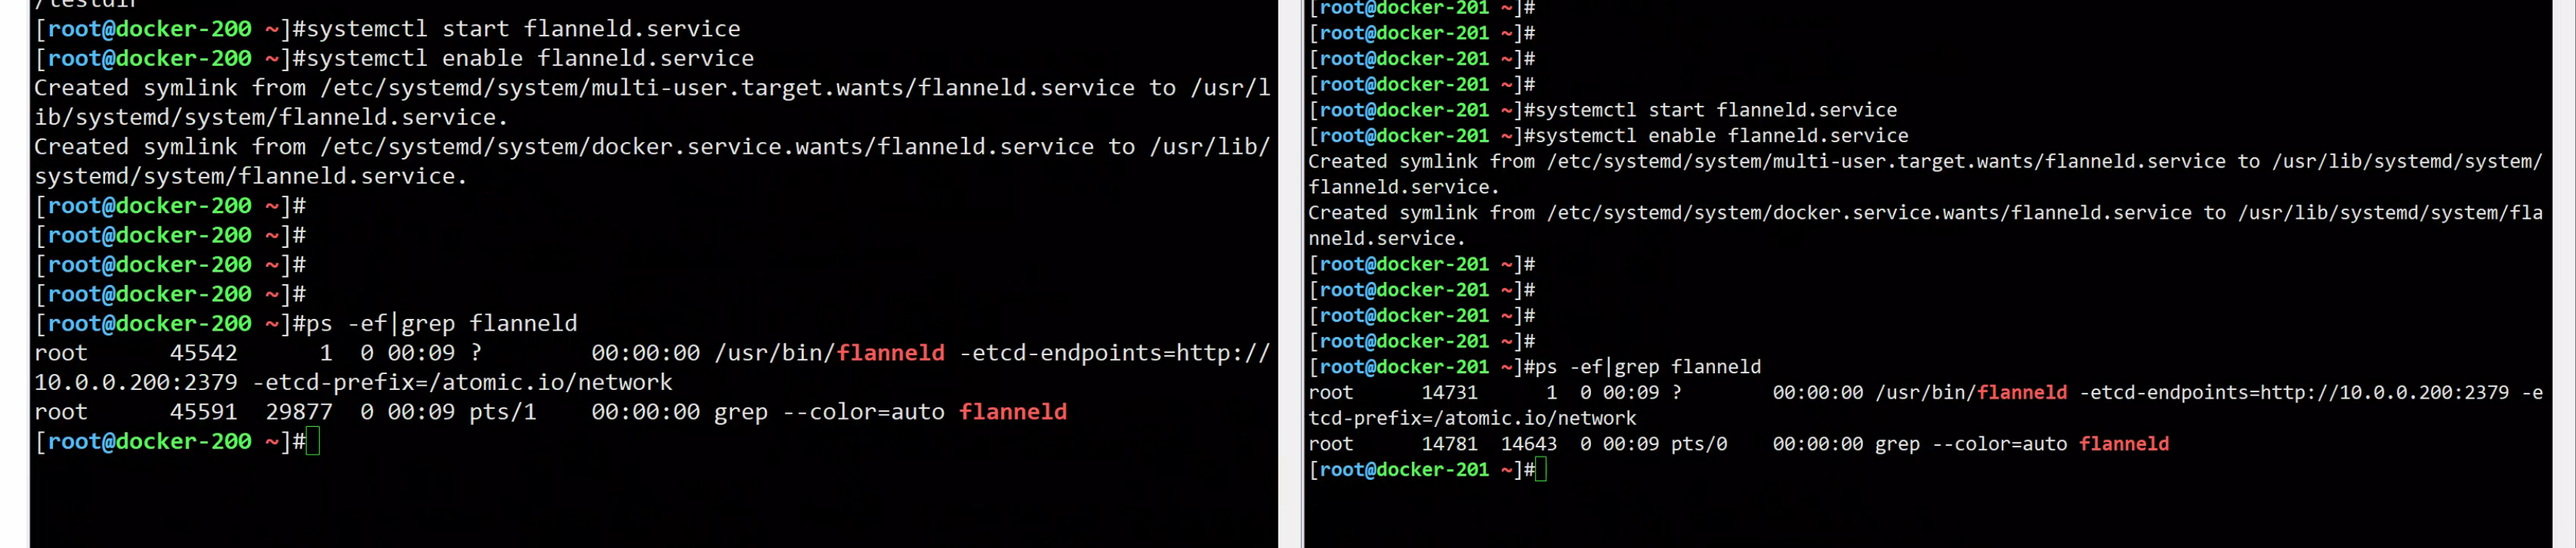 /testdir
[root@docker-200 ~]#systemctl start flanneld.service
[root@docker-200 ~]#systemctl enable flanneld.service
Created symlink from /etc/systemd/system/multi-user.target.wants/flanneld.service to /usr/l
ib/systemd/system/flanneld.service.
Created symlink from /etc/systemd/system/docker.service.wants/flanneld.service to /usr/lib/
systemd/system/flanneld.service.
[root@docker-200 ~]#
[root@docker-200 ~]#
[root@docker-200 ~]#
[root@docker-200 ~]#
[root@docker-200 ~]#ps -ef|grep flanneld
root      45542      1  0 00:09 ?        00:00:00 /usr/bin/flanneld -etcd-endpoints=http://
10.0.0.200:2379 -etcd-prefix=/atomic.io/network
root      45591  29877  0 00:09 pts/1    00:00:00 grep --color=auto flanneld
[root@docker-200 ~]#
[root@docker-201 ~]#
[root@docker-201 ~]#
[root@docker-201 ~]#
[root@docker-201 ~]#
[root@docker-201 ~]#systemctl start flanneld.service
[root@docker-201 ~]#systemctl enable flanneld.service
Created symlink from /etc/systemd/system/multi-user.target.wants/flanneld.service to /usr/lib/systemd/system/
flanneld.service.
Created symlink from /etc/systemd/system/docker.service.wants/flanneld.service to /usr/lib/systemd/system/fla
nneld.service.
[root@docker-201 ~]#
[root@docker-201 ~]#
[root@docker-201 ~]#
[root@docker-201 ~]#
[root@docker-201 ~]#ps -ef|grep flanneld
root      14731      1  0 00:09 ?        00:00:00 /usr/bin/flanneld -etcd-endpoints=http://10.0.0.200:2379 -e
tcd-prefix=/atomic.io/network
root      14781  14643  0 00:09 pts/0    00:00:00 grep --color=auto flanneld
[root@docker-201 ~]#